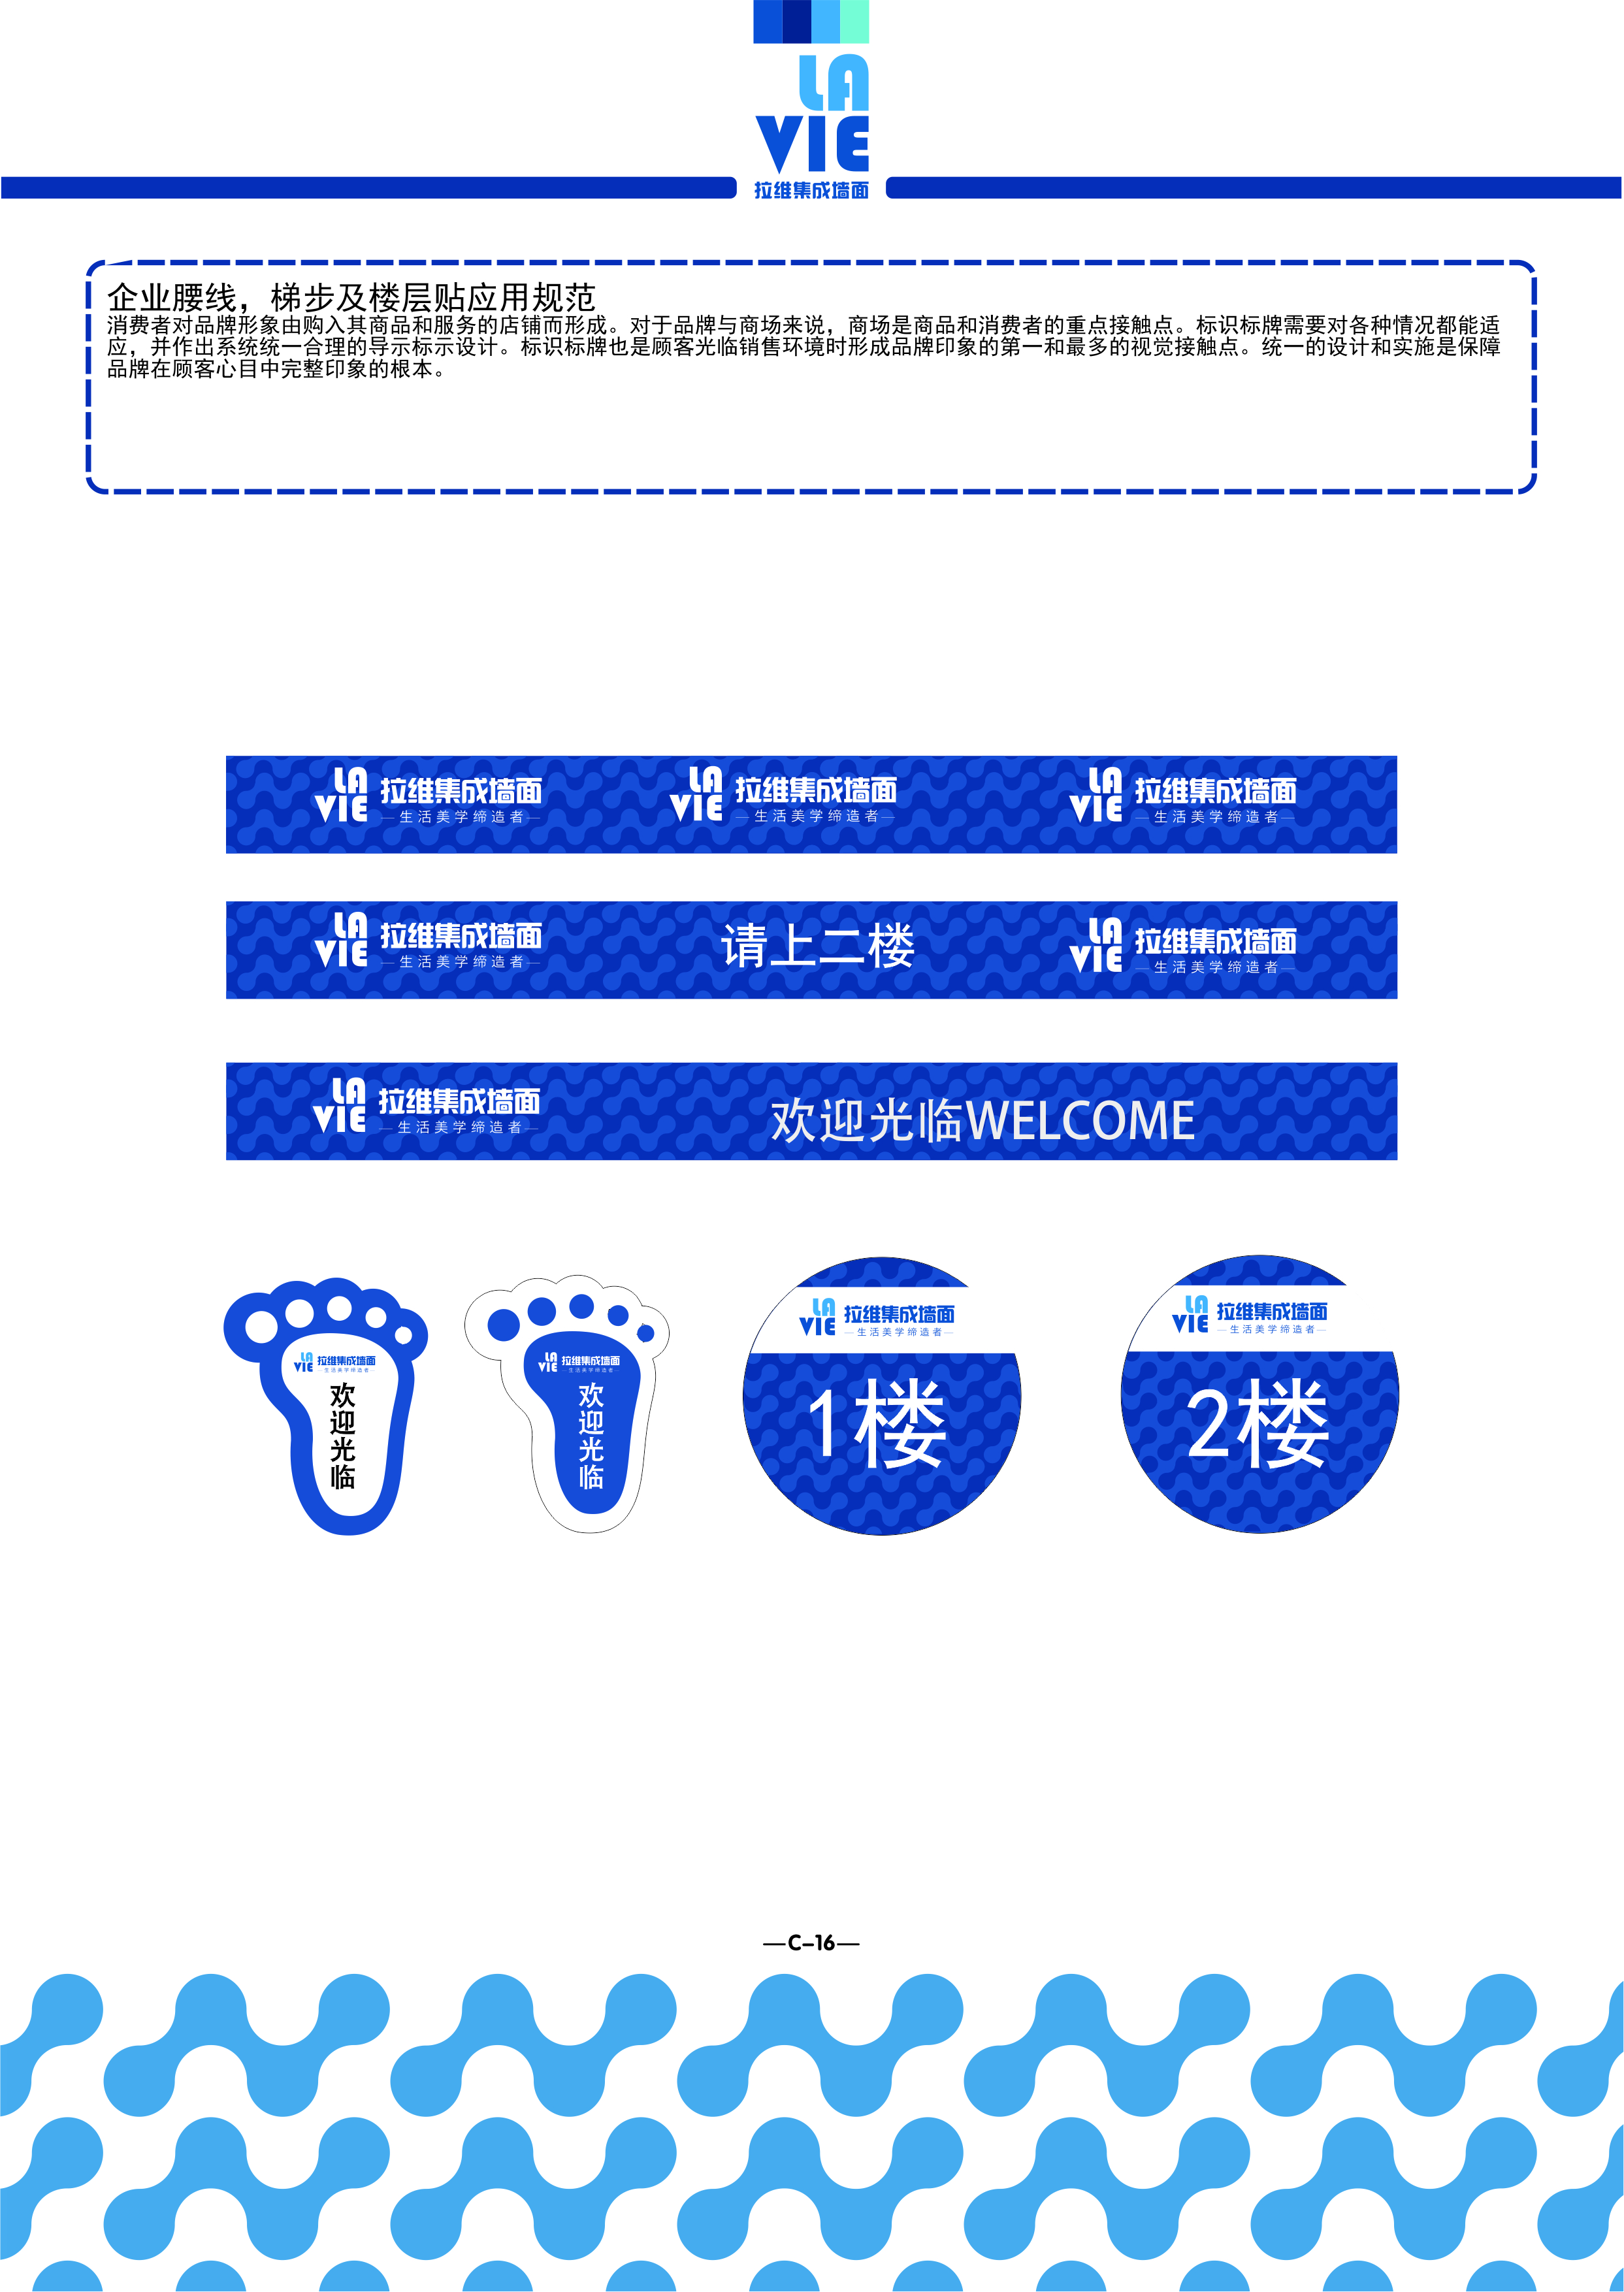 LA
VIE
拉维集成墙面
企业腰线，梯步及楼层贴应用规范
消费者对品牌形象由购入其商品和服务的店铺而形成。对于品牌与商场来说，商场是商品和消费者的重点接触点。标识标牌需要对各种情况都能适
应，并作出系统统一合理的导示标示设计。标识标牌也是顾客光临销售环境时形成品牌印象的第一和最多的视觉接触点。统一的设计和实施是保障
品牌在顾客心目中完整印象的根本。
LA
VIE
拉维集成墙面
生活美学缔造者
LA
VIE
拉维集成墙面
生活美学缔造者
LA
VIE
拉维集成墙面
生活美学缔造者
LA
VIE
拉维集成墙面
生活美学缔造者
请上二楼
LA
VIE
拉维集成墙面
生活美学缔造者
LA
VIE
拉维集成墙面
生活美学缔造者
欢迎光临WELCOME
LA
VIE
拉维集成墙面
生活美学缔造者
欢迎光临
LA
VIE
拉维集成墙面
生活美学缔造者
欢迎光临
LA
VIE
拉维集成墙面
生活美学缔造者
1楼
LA
VIE
拉维集成墙面
生活美学缔造者
2楼
—C-16—